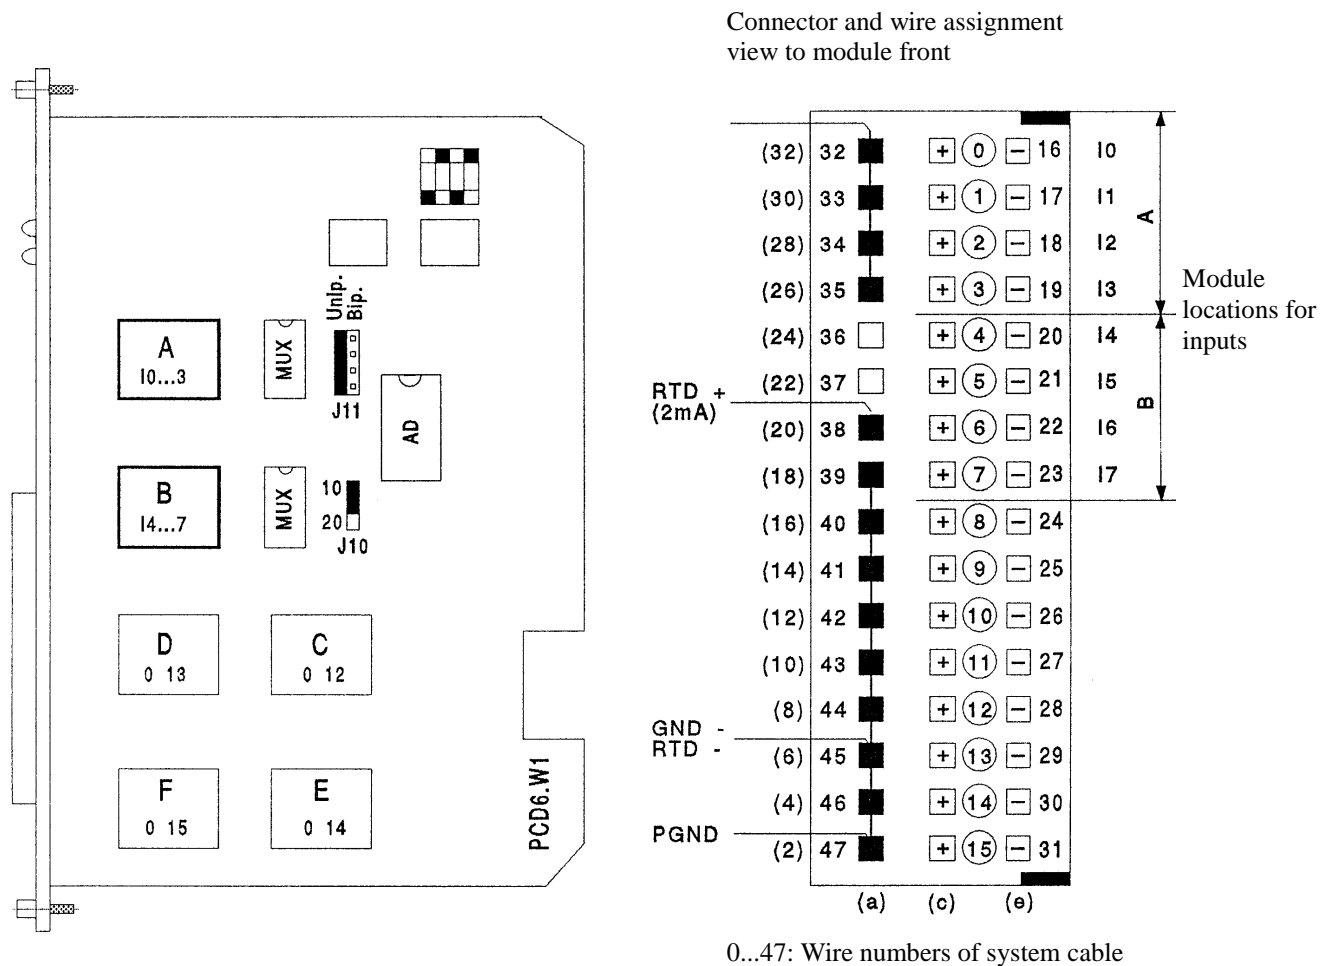 Connector and wire assignment
view to module front
Unip.
Bip.
A
I0...3
MUX
J11
AD
B
I4...7
MUX
10
20
J10
D
0 13
C
0 12
F
0 15
E
0 14
PCD6.W1
(32) 32 + 0 − 16 I0
(30) 33 + 1 − 17 I1
(28) 34 + 2 − 18 I2
(26) 35 + 3 − 19 I3
A
Module
locations for
inputs
(24) 36 + 4 − 20 I4
(22) 37 + 5 − 21 I5
RTD +
(2mA)
(20) 38 + 6 − 22 I6
(18) 39 + 7 − 23 I7
B
(16) 40 + 8 − 24
(14) 41 + 9 − 25
(12) 42 + 10 − 26
(10) 43 + 11 − 27
(8) 44 + 12 − 28
GND -
RTD -
(6) 45 + 13 − 29
(4) 46 + 14 − 30
PGND
(2) 47 + 15 − 31
(a) (c) (e)
0...47: Wire numbers of system cable